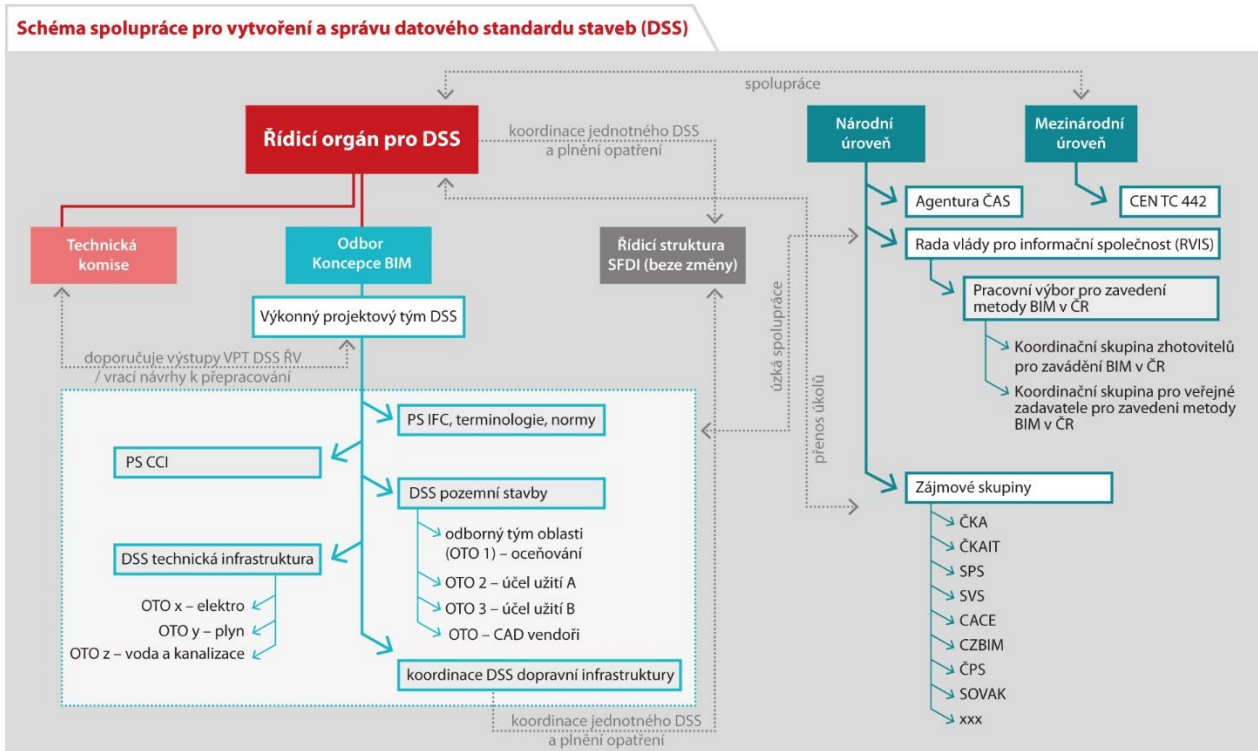 Schéma spolupráce pro vytvoření a správu datového standardu staveb (DSS)
spolupráce
Řídicí orgán pro DSS
koordinace jednotného DSS
a plnění opatření
Národní
úroveň
Mezinárodní
úroveň
Agentura ČAS
CEN TC 442
Technická
komise
Odbor
Koncepce BIM
Řídicí struktura
SFDI (beze změny)
Rada vlády pro informační společnost (RVIS)
Výkonný projektový tým DSS
Pracovní výbor pro zavedení
metody BIM v ČR
doporučuje výstupy VPT DSS ŘV
/ vrací návrhy k přepracování
úzká spolupráce
přenos úkolů
Koordinační skupina zhotovitelů
pro zavádění BIM v ČR
Koordinační skupina pro veřejné
zadavatele pro zavedeni metody
BIM v ČR
PS IFC, terminologie, normy
PS CCI
DSS pozemní stavby
Zájmové skupiny
odborný tým oblasti
(OTO 1) – oceňování
OTO 2 – účel užití A
OTO 3 – účel užití B
OTO – CAD vendoři
DSS technická infrastruktura
OTO x – elektro
OTO y – plyn
OTO z – voda a kanalizace
koordinace DSS dopravní infrastruktury
koordinace jednotného DSS
a plnění opatření
ČKA
ČKAIT
SPS
SVS
CACE
CZBIM
ČPS
SOVAK
xxx